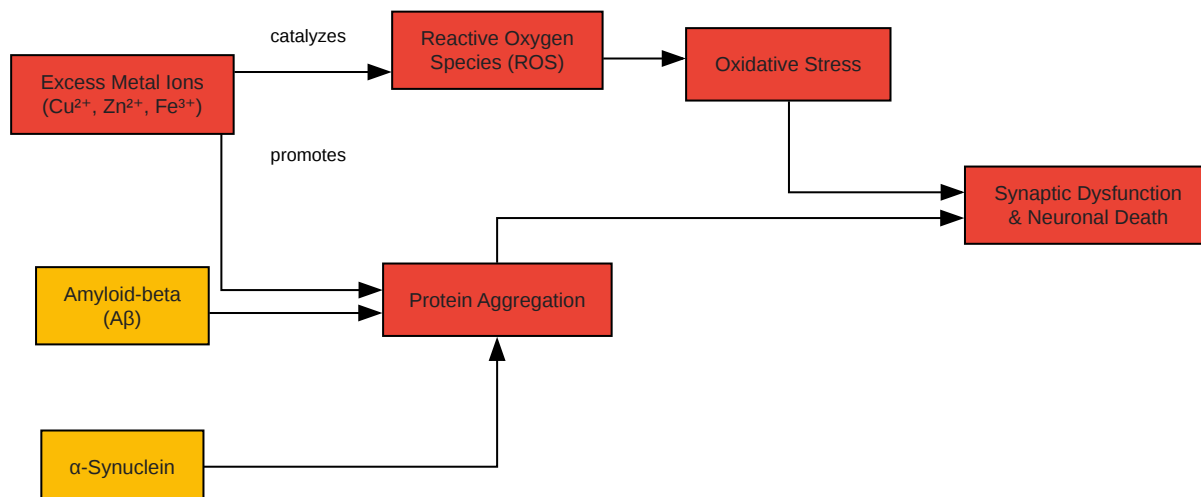 catalyzes
Reactive Oxygen
Species (ROS)
Oxidative Stress
Excess Metal Ions
(Cu²⁺, Zn²⁺, Fe³⁺)
promotes
Synaptic Dysfunction
& Neuronal Death
Amyloid-beta
(Aβ)
Protein Aggregation
α-Synuclein